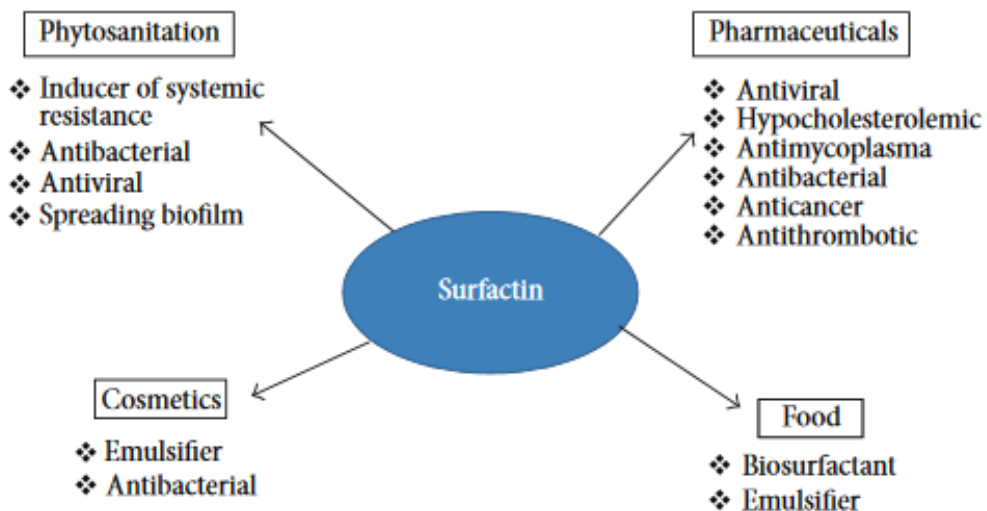 Phytosanitation
❖ Inducer of systemic
resistance
❖ Antibacterial
❖ Antiviral
❖ Spreading biofilm
Pharmaceuticals
❖ Antiviral
❖ Hypocholesterolemic
❖ Antimycoplasma
❖ Antibacterial
❖ Anticancer
❖ Antithrombotic
Surfactin
Cosmetics
❖ Emulsifier
❖ Antibacterial
Food
❖ Biosurfactant
❖ Emulsifier